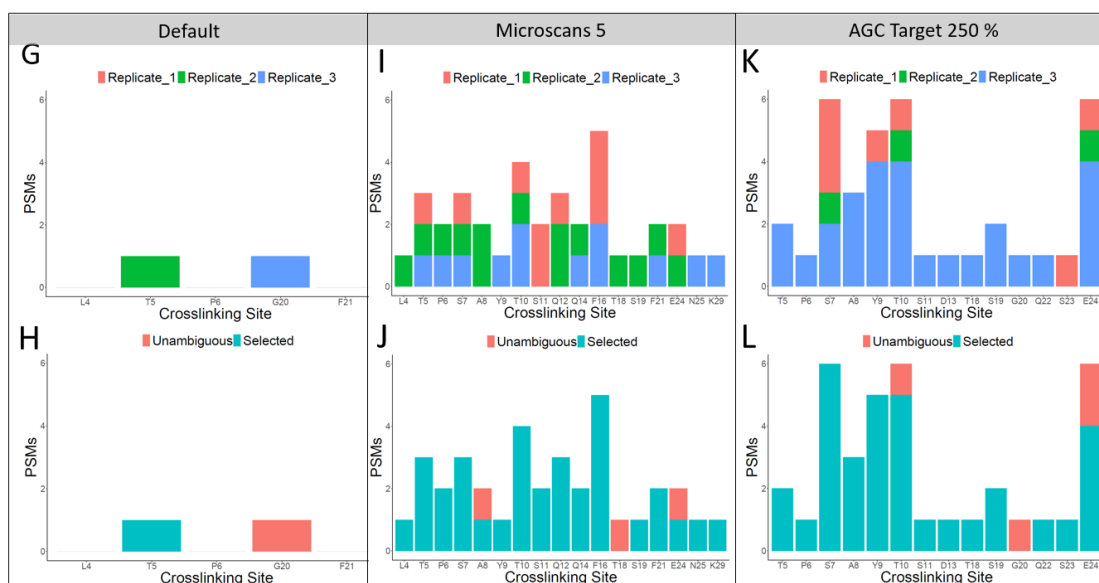 Default
Microscans 5
AGC Target 250 %
G
Replicate_1 Replicate_2 Replicate_3
6
4
2
0
PSMs
L4 T5 P6 G20 F21
Crosslinking Site
I
Replicate_1 Replicate_2 Replicate_3
6
4
2
0
PSMs
L4 T5 P6 S7 A8 Y9 T10 S11 Q12 Q14 F16 T18 S19 F21 E24 N25 K29
Crosslinking Site
K
Replicate_1 Replicate_2 Replicate_3
6
4
2
0
PSMs
T5 P6 S7 A8 Y9 T10 S11 D13 T18 S19 G20 Q22 S23 E24
Crosslinking Site
H
Unambiguous Selected
6
4
2
0
PSMs
L4 T5 P6 G20 F21
Crosslinking Site
J
Unambiguous Selected
6
4
2
0
PSMs
L4 T5 P6 S7 A8 Y9 T10 S11 Q12 Q14 F16 T18 S19 F21 E24 N25 K29
Crosslinking Site
L
Unambiguous Selected
6
4
2
0
PSMs
T5 P6 S7 A8 Y9 T10 S11 D13 T18 S19 G20 Q22 S23 E24
Crosslinking Site